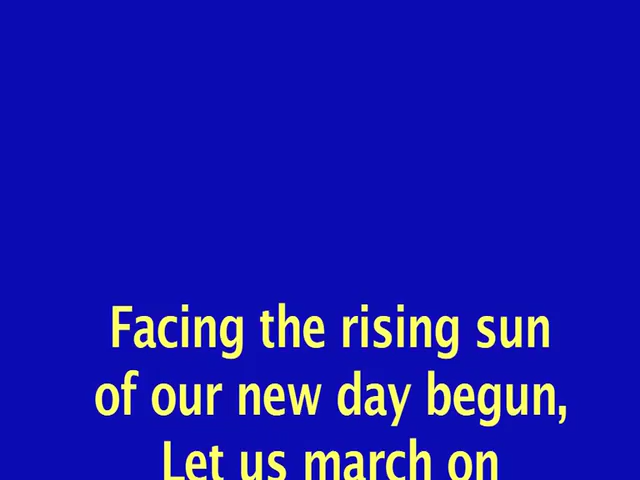 Facing the rising sun
of our new day begun,
Let us march on